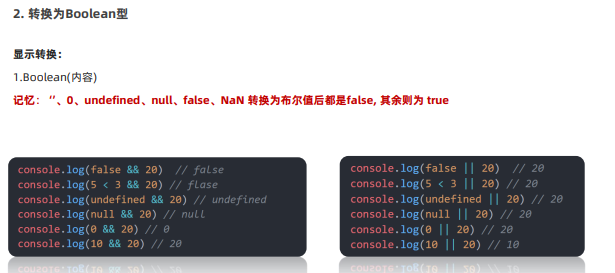 2. 转换为Boolean型
显示转换：
1.Boolean(内容)
记忆： ‘’、0、undefined、null、false、NaN 转换为布尔值后都是false, 其余则为 true
console.log(false && 20)  // false
console.log(5 < 3 && 20) // flase
console.log(undefined && 20) // undefined
console.log(null && 20) // null
console.log(0 && 20) // 0
console.log(10 && 20) // 20
console.log(false || 20)  // 20
console.log(5 < 3 || 20) // 20
console.log(undefined || 20) // 20
console.log(null || 20) // 20
console.log(0 || 20) // 20
console.log(10 || 20) // 10